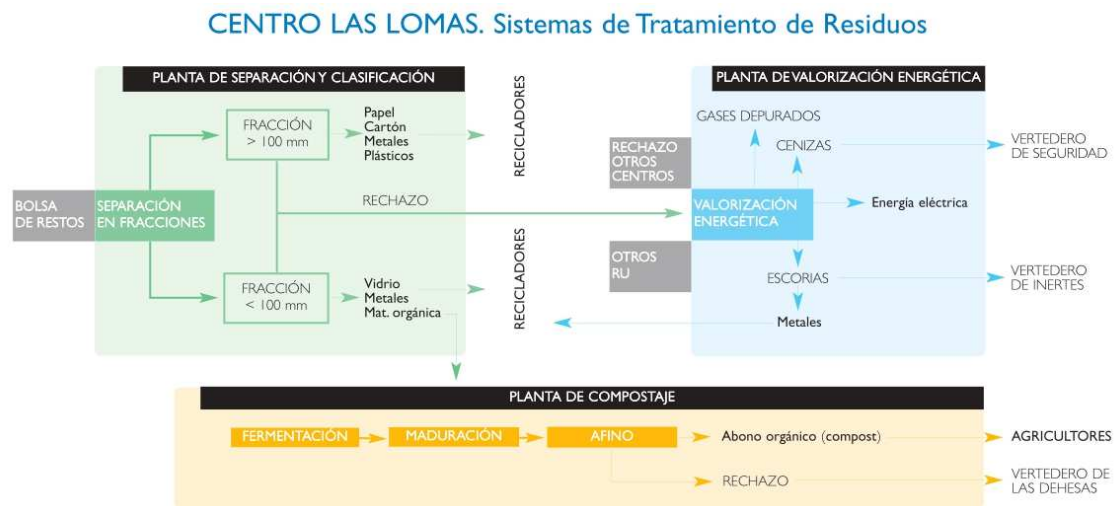 CENTRO LAS LOMAS. Sistemas de Tratamiento de Residuos
PLANTA DE SEPARACIÓN Y CLASIFICACIÓN
BOLSA
DE RESTOS
SEPARACIÓN
EN FRACCIONES
FRACCIÓN
> 100 mm
Papel
Cartón
Metales
Plásticos
RECICLADORES
RECHAZO
FRACCIÓN
< 100 mm
Vidrio
Metales
Mat. orgánica
RECICLADORES
PLANTA DE VALORIZACIÓN ENERGÉTICA
GASES DEPURADOS
RECHAZO
OTROS
CENTROS
CENIZAS
VERTEDERO
DE SEGURIDAD
VALORIZACIÓN
ENERGÉTICA
Energía eléctrica
OTROS
RU
ESCORIAS
VERTEDERO
DE INERTES
Metales
PLANTA DE COMPOSTAJE
FERMENTACIÓN
MADURACIÓN
AFINO
Abono orgánico (compost)
AGRICULTORES
RECHAZO
VERTEDERO DE
LAS DEHESAS